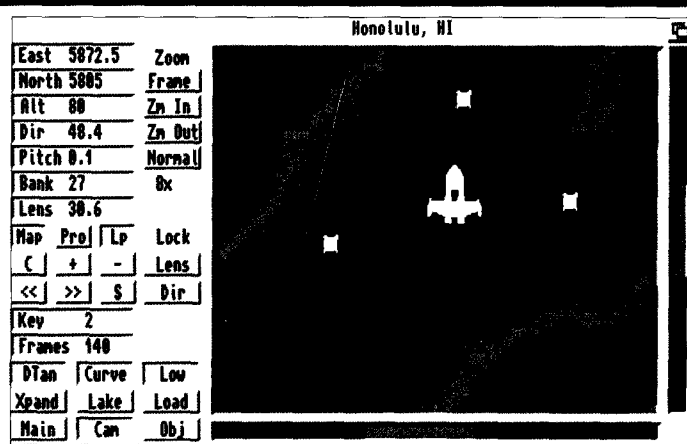 Honolulu, HI
East 5872.5 Zoom
North 5805 Frame
Alt 80 Zm In
Dir 48.4 Zm Out
Pitch 0.1 Normal
Bank 27 8x
Lens 30.6
Map Pro Lp Lock
C + - Lens
<< >> S Dir
Key 2
Frames 140
DTan Curve Low
Xpand Lake Load
Main Cam Obj